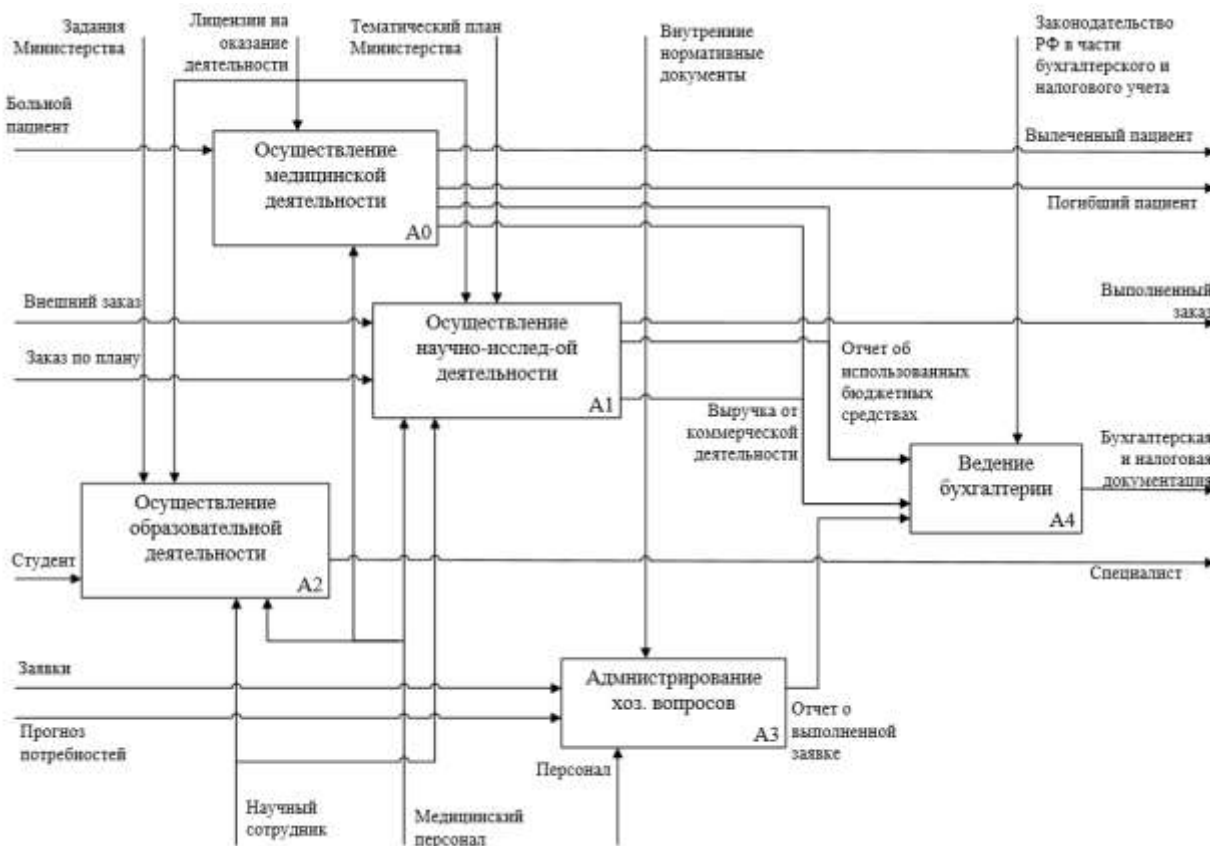 Задания
Министерства
Лицензии на
оказание
деятельности
Тематический план
Министерства
Внутренние
нормативные
документы
Законодательство
РФ в части
бухгалтерского и
налогового учета
Больной
пациент
Осуществление
медицинской
деятельности
A0
Вылеченный пациент
Погибший пациент
Внешний заказ
Заказ по плану
Осуществление
научно-исслед-ой
деятельности
A1
Выполненный
заказ
Отчет об
использованных
бюджетных
средствах
Выручка от
коммерческой
деятельности
Ведение
бухгалтерии
A4
Бухгалтерская
и налоговая
документация
Осуществление
образовательной
деятельности
A2
Студент
Специалист
Заявки
Прогноз
потребностей
Адмнистрирование
хоз. вопросов
A3
Отчет о
выполненной
заявке
Персонал
Научный
сотрудник
Медицинский
персонал